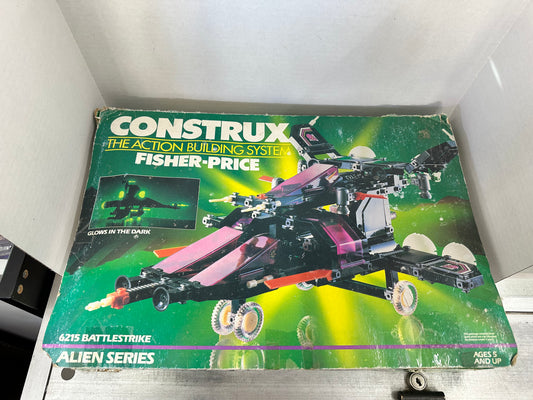 CONSTRUX
THE ACTION BUILDING SYSTEM
FISHER-PRICE
GLOWS IN THE DARK
6215 BATTLESTRIKE
ALIEN SERIES
AGES 5
AND UP